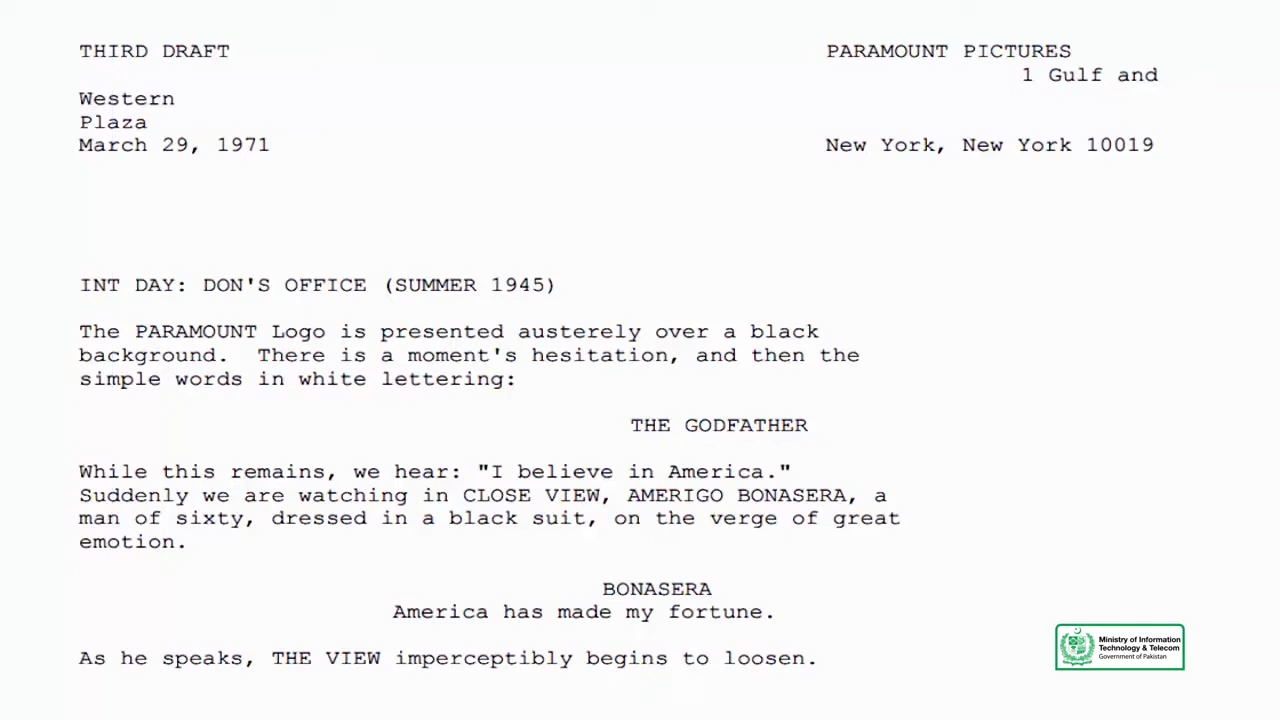 THIRD DRAFT PARAMOUNT PICTURES
1 Gulf and
Western
Plaza
March 29, 1971 New York, New York 10019
INT DAY: DON'S OFFICE (SUMMER 1945)
The PARAMOUNT Logo is presented austerely over a black
background. There is a moment's hesitation, and then the
simple words in white lettering:
THE GODFATHER
While this remains, we hear: "I believe in America."
Suddenly we are watching in CLOSE VIEW, AMERIGO BONASERA, a
man of sixty, dressed in a black suit, on the verge of great
emotion.
BONASERA
America has made my fortune.
As he speaks, THE VIEW imperceptibly begins to loosen.
Ministry of Information
Technology & Telecom
Government of Pakistan